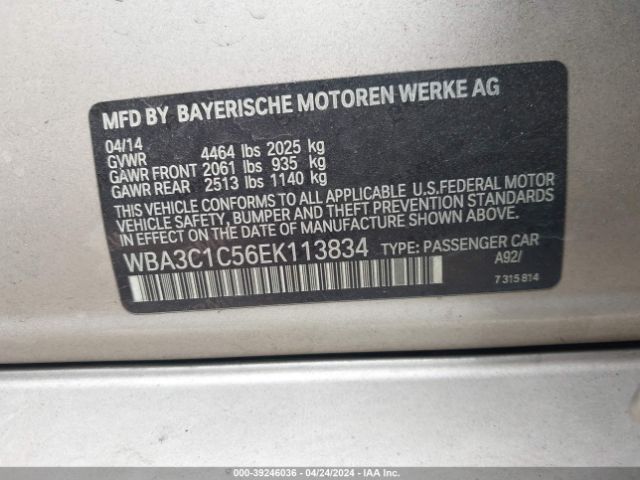 MFD BY BAYERISCHE MOTOREN WERKE AG
04/14
GVWR 4464 lbs 2025 kg
GAWR FRONT 2061 lbs 935 kg
GAWR REAR 2513 lbs 1140 kg
THIS VEHICLE CONFORMS TO ALL APPLICABLE U.S.FEDERAL MOTOR
VEHICLE SAFETY, BUMPER AND THEFT PREVENTION STANDARDS
IN EFFECT ON THE DATE OF MANUFACTURE SHOWN ABOVE.
WBA3C1C56EK113834 TYPE: PASSENGER CAR
A92/
7 315 814
000-39246036 - 04/24/2024 - IAA Inc.